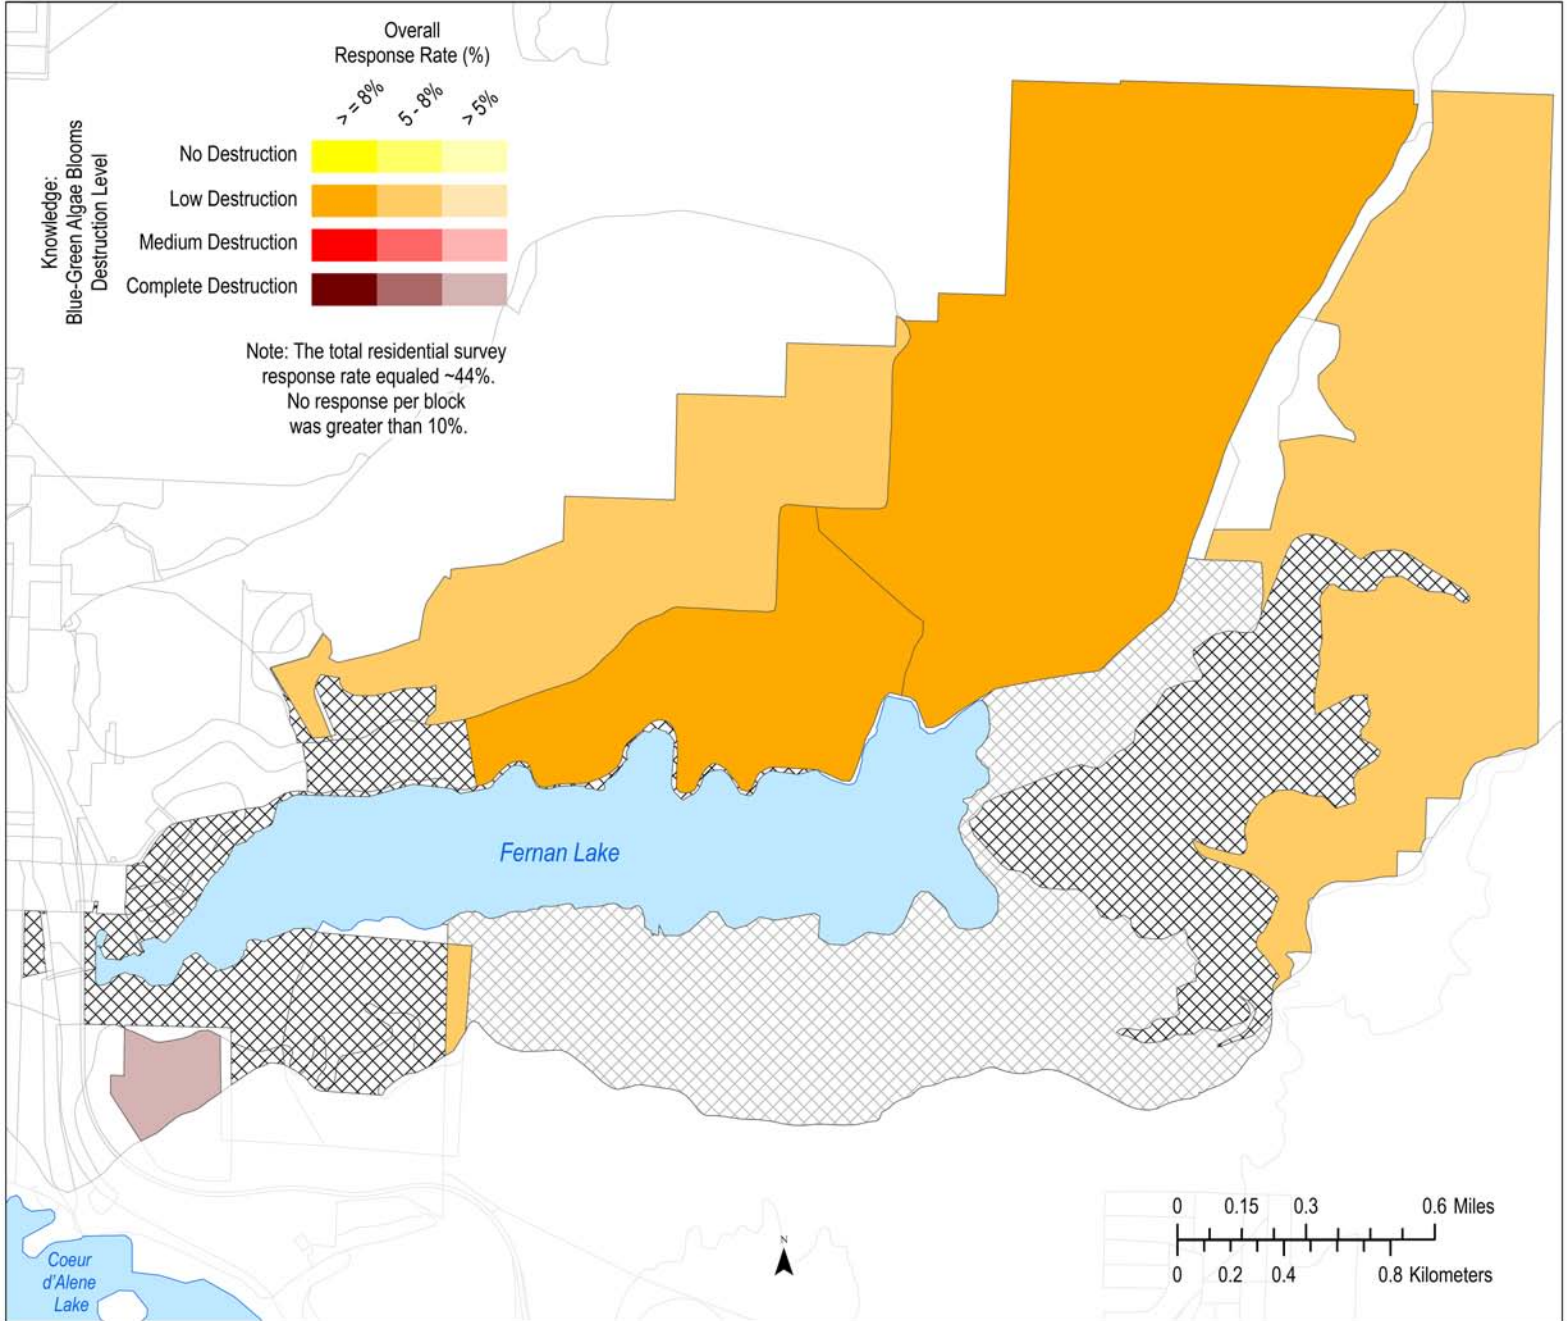 Overall
Response Rate (%)
> = 8%
5 - 8%
> 5%
Knowledge:
Blue-Green Algae Blooms
Destruction Level
No Destruction
Low Destruction
Medium Destruction
Complete Destruction
Note: The total residential survey
response rate equaled ~44%.
No response per block
was greater than 10%.
Fernan Lake
Coeur
d'Alene
Lake
N
0 0.15 0.3 0.6 Miles
0 0.2 0.4 0.8 Kilometers